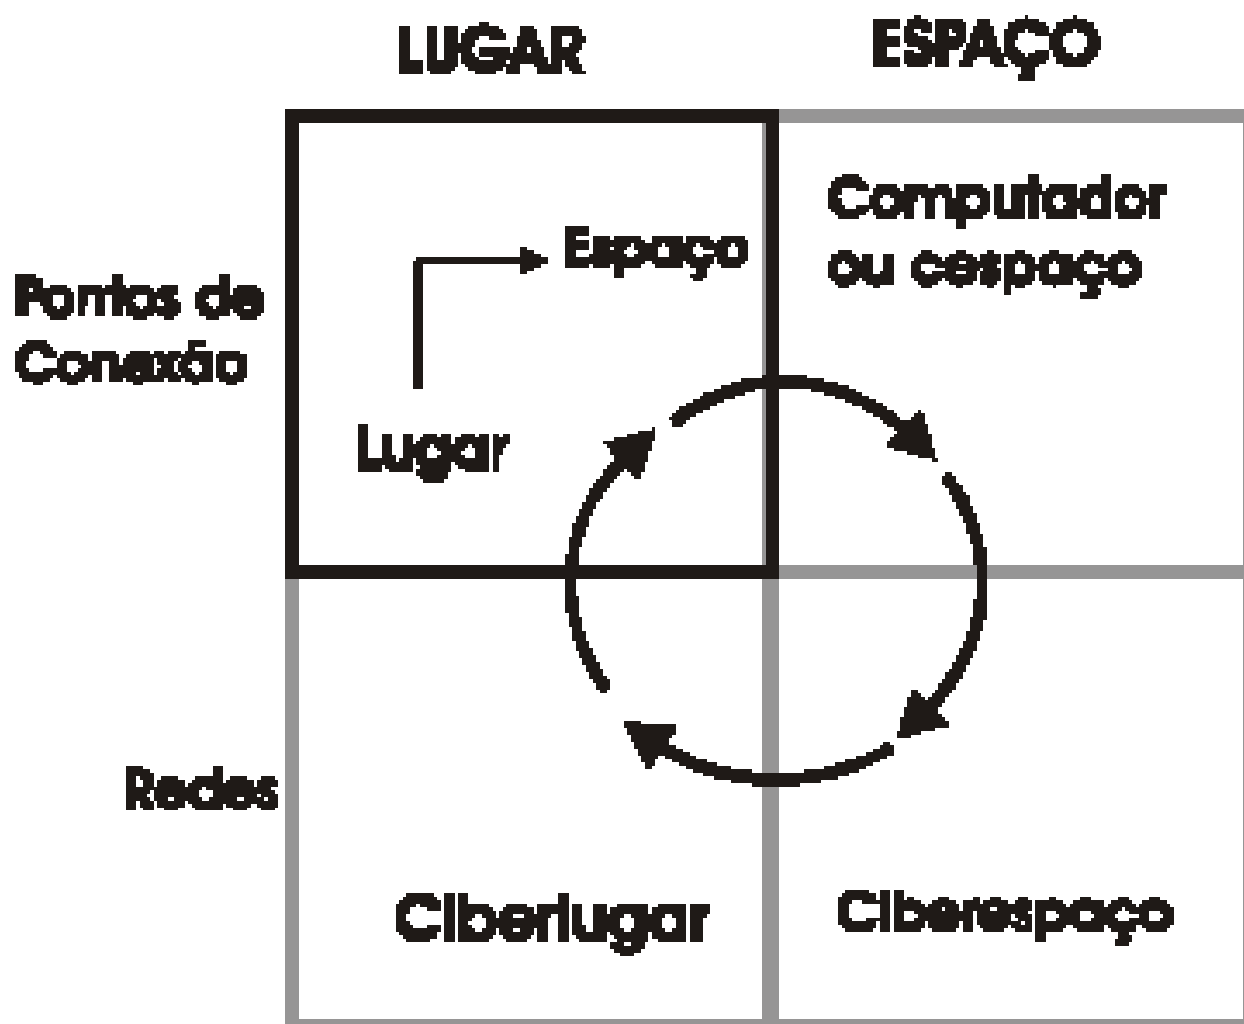 LUGAR
ESPAÇO
Pontos de
Conexão
Espaço
Lugar
Computador
ou cespaço
Redes
Ciberlugar
Ciberespaço